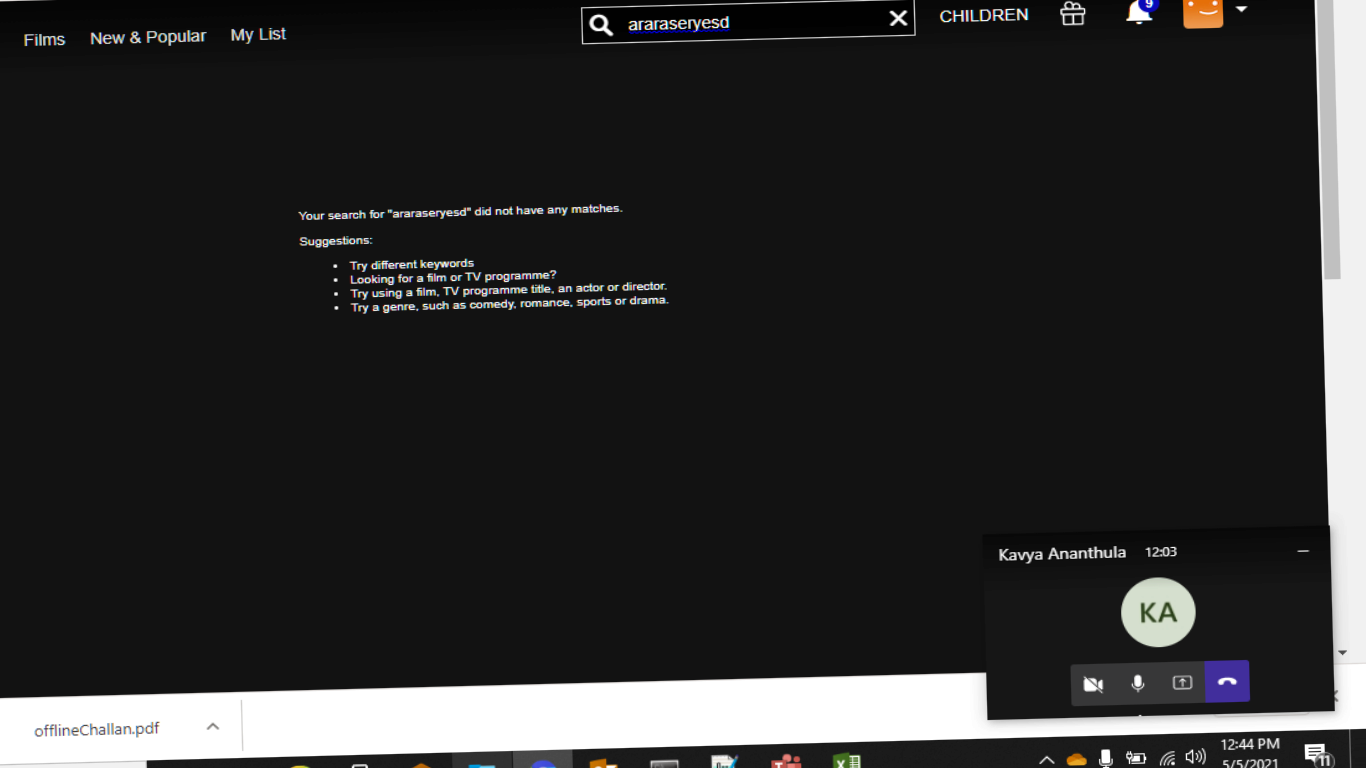 Films New & Popular My List araraseryesd CHILDREN 9
Your search for "araraseryesd" did not have any matches.
Suggestions:
Try different keywords
Looking for a film or TV programme?
Try using a film, TV programme title, an actor or director.
Try a genre, such as comedy, romance, sports or drama.
Kavya Ananthula 12:03
KA
offlineChallan.pdf
12:44 PM
5/5/2021
11